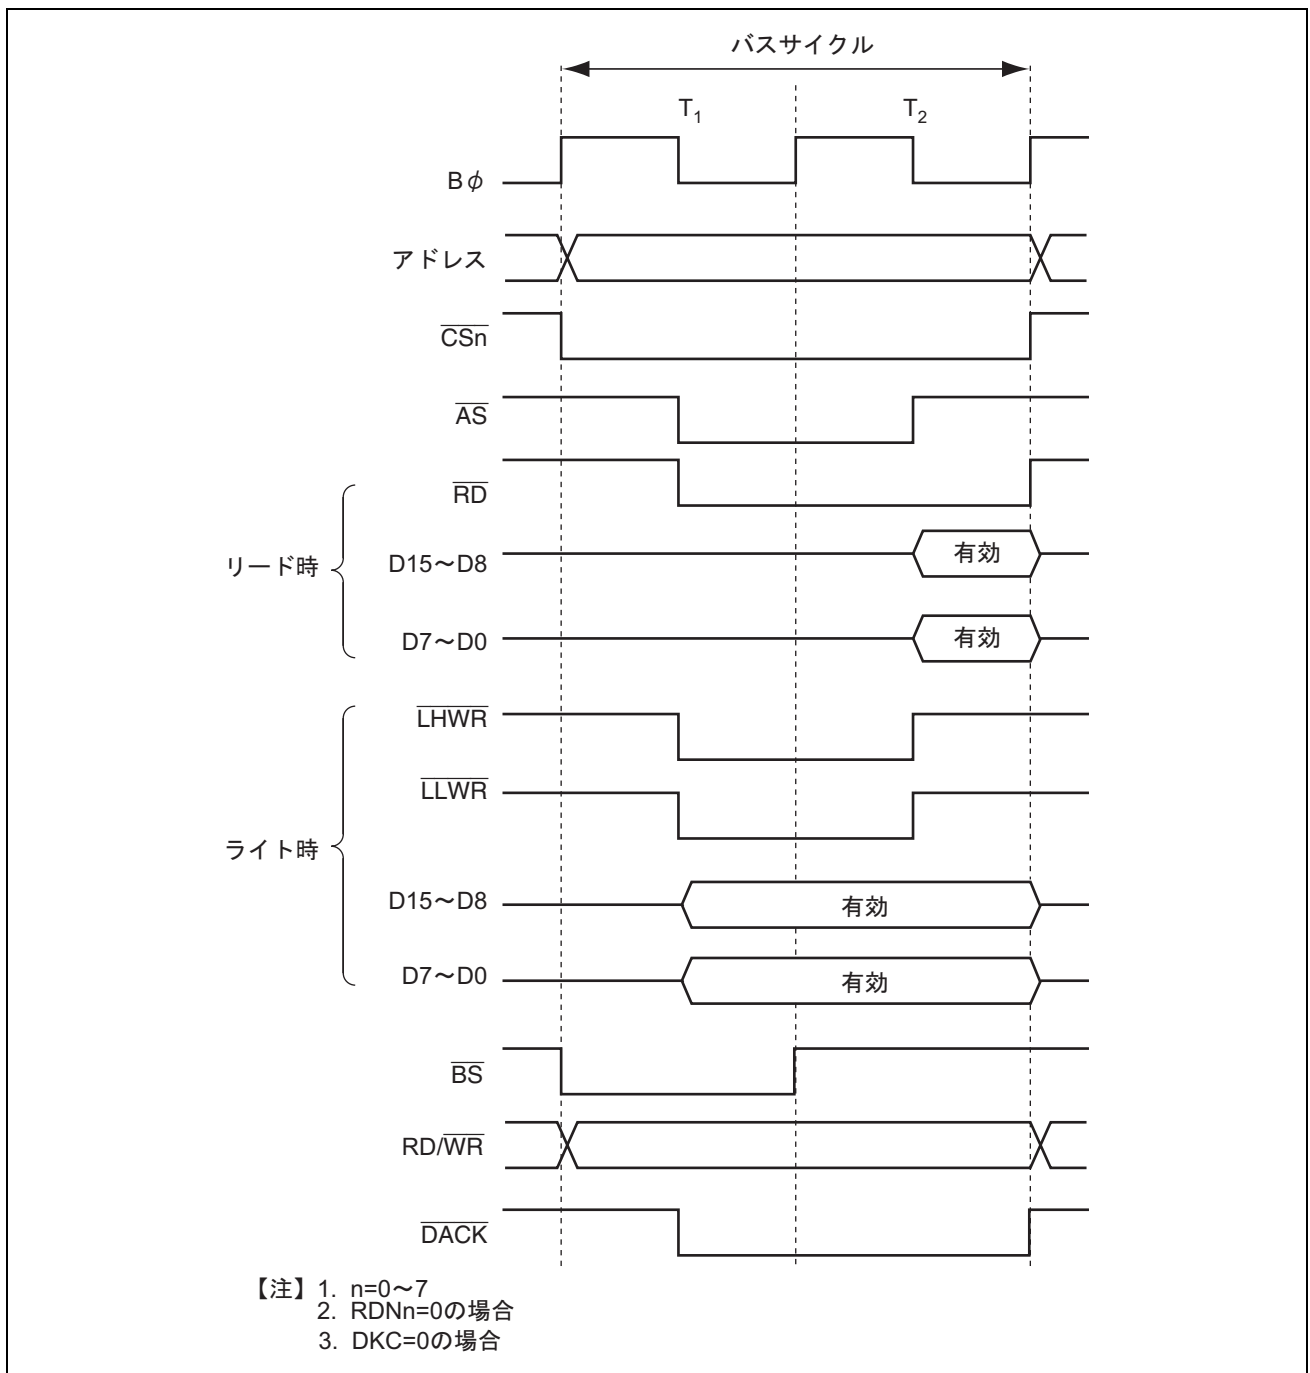 バスサイクル
T1 T2
Bφ
アドレス
CSn
AS
RD
リード時
D15〜D8 有効
D7〜D0 有効
LHWR
LLWR
ライト時
D15〜D8 有効
D7〜D0 有効
BS
RD/WR
DACK
【注】1. n=0〜7
2. RDNn=0の場合
3. DKC=0の場合